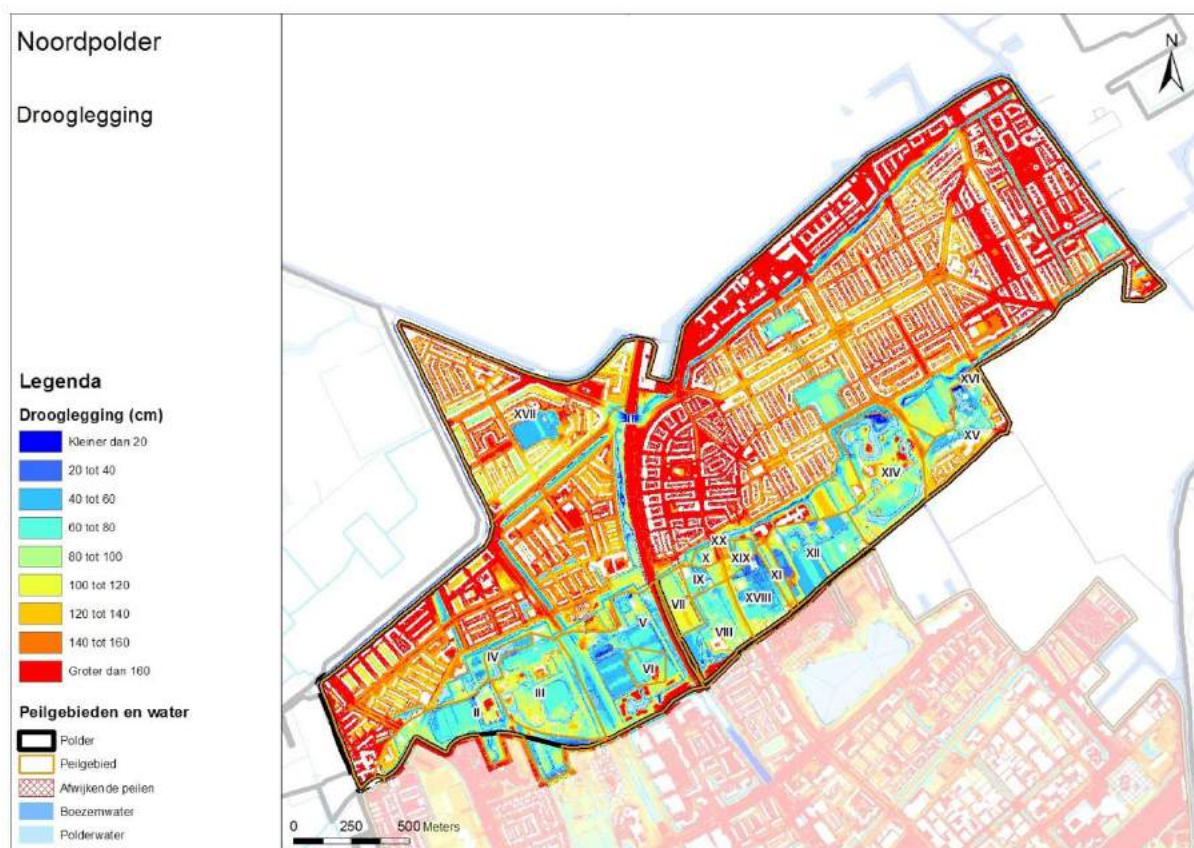 Noordpolder
Drooglegging
N
Legenda
Drooglegging (cm)
Kleiner dan 20
20 tot 40
40 tot 60
60 tot 80
80 tot 100
100 tot 120
120 tot 140
140 tot 160
Groter dan 160
Peilgebieden en water
Polder
Peilgebied
Afwijkende peilen
Boezemwater
Polderwater
XVI
XVII
I
XV
XIV
XX
X
XIX
XII
IX
XI
XVIII
VII
V
VIII
IV
VI
III
II
0 250 500 Meters